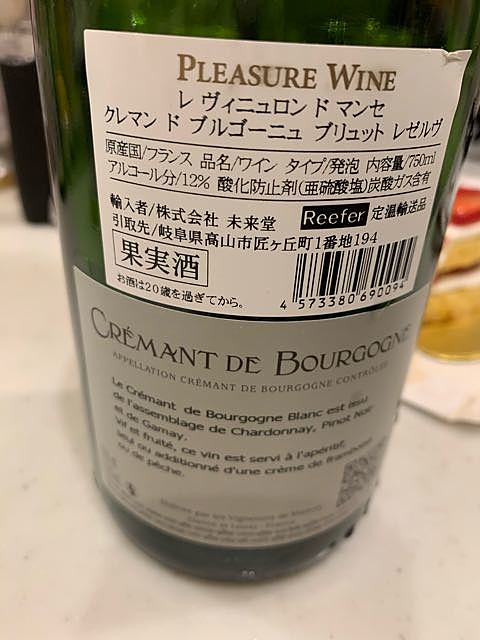 PLEASURE WINE
レ ヴィニュロン ド マンセ
クレマン ド ブルゴーニュ ブリュット レゼルヴ
原産国/フランス 品名/ワイン タイプ/発泡 内容量/750ml
アルコール分/12% 酸化防止剤(亜硫酸塩)炭酸ガス含有
輸入者/株式会社 未来堂 Reefer 定温輸送品
引取先/岐阜県高山市匠ヶ丘町1番地194
果実酒
お酒は20歳を過ぎてから。
4 573380 690094
CRÉMANT DE BOURGOGNE
APPELLATION CRÉMANT DE BOURGOGNE CONTRÔLÉE
Le Crémant de Bourgogne Blanc est issu
de l'assemblage de Chardonnay, Pinot Noir
et de Gamay.
Vif et fruité, ce vin est servi à l'apéritif,
seul ou additionné d'une crème de framboise
ou de pêche.